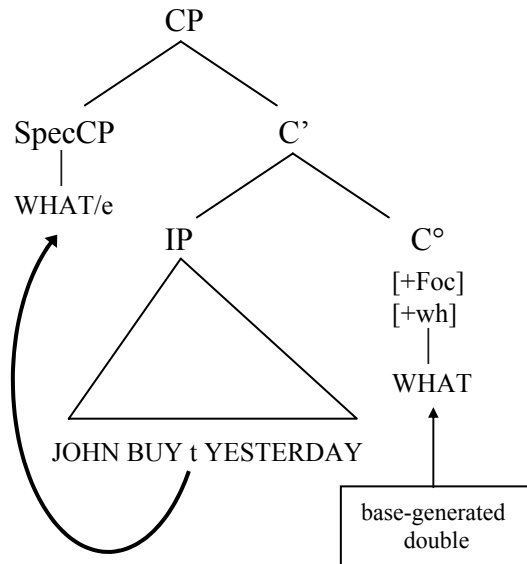 CP
SpecCP
C’
WHAT/e
IP
C°
[+Foc]
[+wh]
WHAT
JOHN BUY t YESTERDAY
base-generated
double